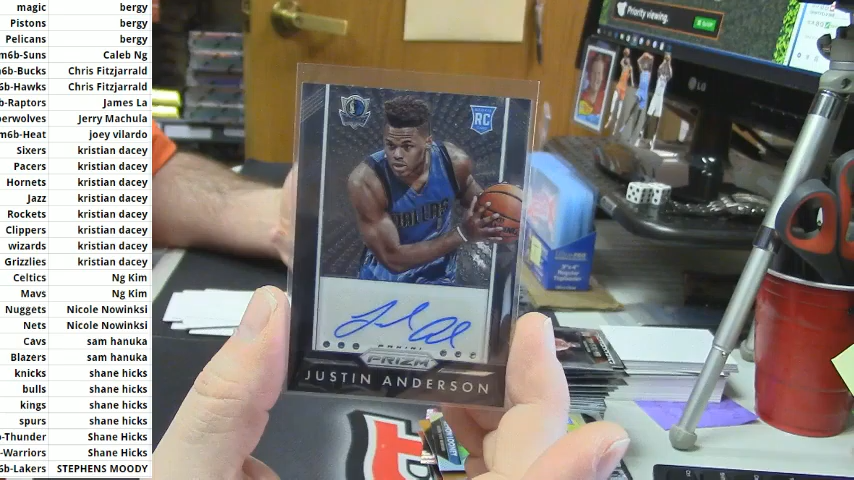 magic bergy
Pistons bergy
Pelicans bergy
m6b-Suns Caleb Ng
m6b-Bucks Chris Fitzjarrald
6b-Hawks Chris Fitzjarrald
b-Raptors James La
erwolves Jerry Machula
m6b-Heat joey vilardo
Sixers kristian dacey
Pacers kristian dacey
Hornets kristian dacey
Jazz kristian dacey
Rockets kristian dacey
Clippers kristian dacey
wizards kristian dacey
Grizzlies kristian dacey
Celtics Ng Kim
Mavs Ng Kim
Nuggets Nicole Nowinksi
Nets Nicole Nowinksi
Cavs sam hanuka
Blazers sam hanuka
knicks shane hicks
bulls shane hicks
kings shane hicks
spurs shane hicks
-Thunder Shane Hicks
-Warriors Shane Hicks
6b-Lakers STEPHENS MOODY
Priority viewing.
LG
RC
DALLAS
PANINI
PRIZM
JUSTIN ANDERSON